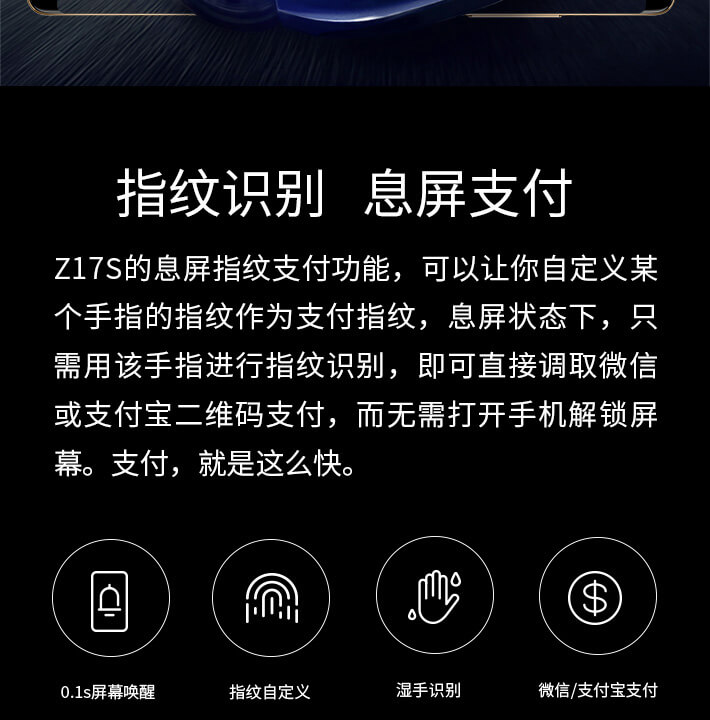 指纹识别 息屏支付
Z17S的息屏指纹支付功能，可以让你自定义某
个手指的指纹作为支付指纹，息屏状态下，只
需用该手指进行指纹识别，即可直接调取微信
或支付宝二维码支付，而无需打开手机解锁屏
幕。支付，就是这么快。
0.1s屏幕唤醒
指纹自定义
湿手识别
微信/支付宝支付